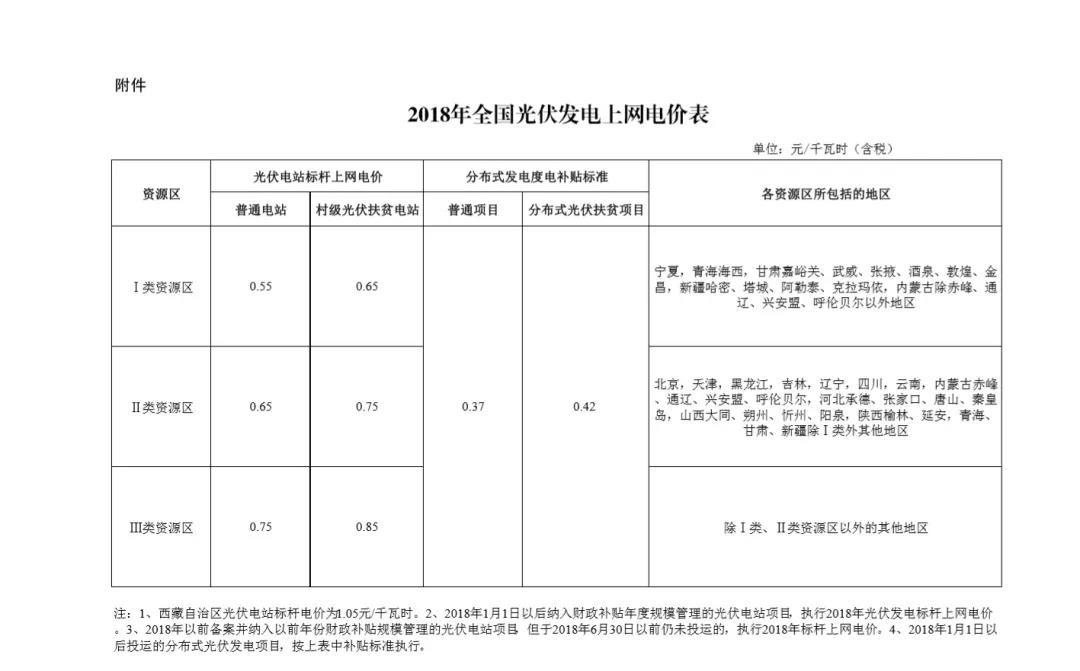 附件
2018年全国光伏发电上网电价表
单位：元/千瓦时（含税）
资源区
光伏电站标杆上网电价
分布式发电度电补贴标准
各资源区所包括的地区
普通电站
村级光伏扶贫电站
普通项目
分布式光伏扶贫项目
Ⅰ类资源区
0.55
0.65
宁夏，青海海西，甘肃嘉峪关、武威、张掖、酒泉、敦煌、金
昌，新疆哈密、塔城、阿勒泰、克拉玛依，内蒙古除赤峰、通
辽、兴安盟、呼伦贝尔以外地区
Ⅱ类资源区
0.65
0.75
0.37
0.42
北京，天津，黑龙江，吉林，辽宁，四川，云南，内蒙古赤峰
、通辽、兴安盟、呼伦贝尔，河北承德、张家口、唐山、秦皇
岛，山西大同、朔州、忻州、阳泉，陕西榆林、延安，青海、
甘肃、新疆除Ⅰ类外其他地区
Ⅲ类资源区
0.75
0.85
除Ⅰ类、Ⅱ类资源区以外的其他地区
注：1、西藏自治区光伏电站标杆电价为1.05元/千瓦时。2、2018年1月1日以后纳入财政补贴年度规模管理的光伏电站项目，执行2018年光伏发电标杆上网电价
。3、2018年以前备案并纳入以前年份财政补贴规模管理的光伏电站项目，但于2018年6月30日以前仍未投运的，执行2018年标杆上网电价。4、2018年1月1日以
后投运的分布式光伏发电项目，按上表中补贴标准执行。